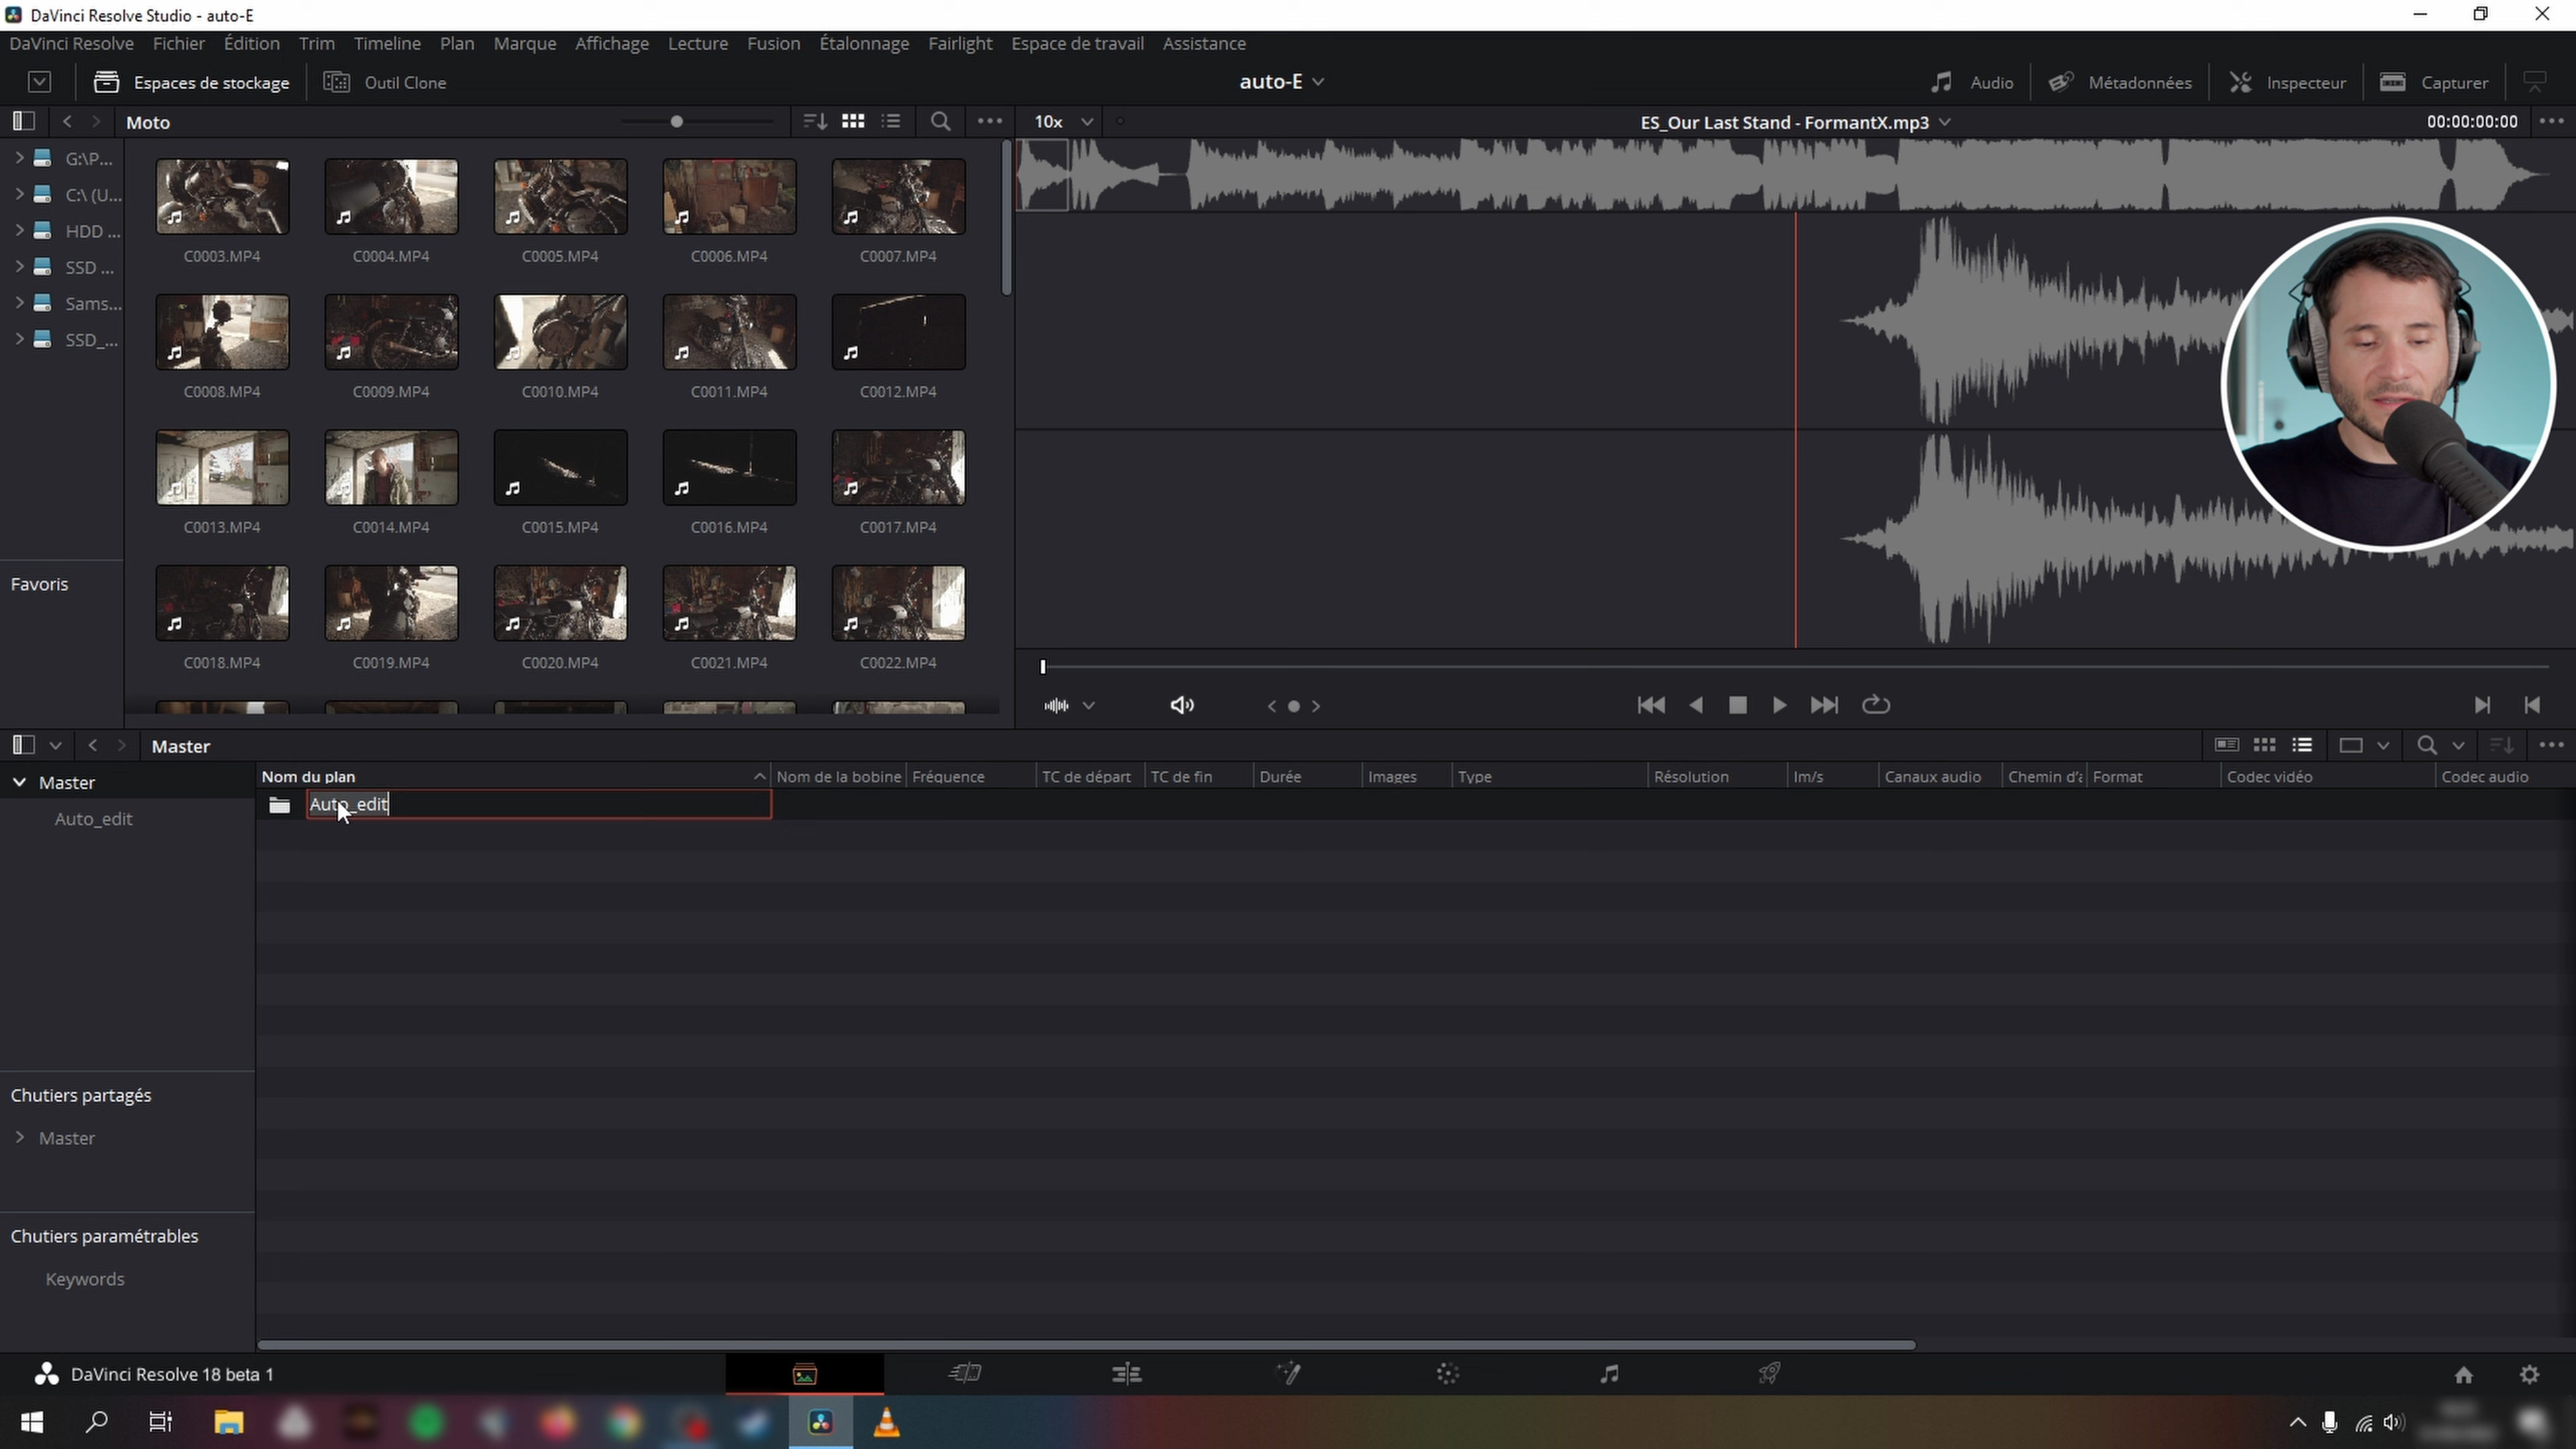 DaVinci Resolve Studio - auto-E
DaVinci Resolve Fichier Édition Trim Timeline Plan Marque Affichage Lecture Fusion Étalonnage Fairlight Espace de travail Assistance
Espaces de stockage Outil Clone auto-E Audio Métadonnées Inspecteur Capturer
Moto 10x ES_Our Last Stand - FormantX.mp3 00:00:00:00
G:\P...
C:\ (U...
HDD ...
SSD ...
Sams...
SSD_...
Favoris
C0003.MP4 C0004.MP4 C0005.MP4 C0006.MP4 C0007.MP4
C0008.MP4 C0009.MP4 C0010.MP4 C0011.MP4 C0012.MP4
C0013.MP4 C0014.MP4 C0015.MP4 C0016.MP4 C0017.MP4
C0018.MP4 C0019.MP4 C0020.MP4 C0021.MP4 C0022.MP4
Master
Master
Auto_edit
Nom du plan Nom de la bobine Fréquence TC de départ TC de fin Durée Images Type Résolution Im/s Canaux audio Chemin d'a Format Codec vidéo Codec audio
Auto_edit
Chutiers partagés
Master
Chutiers paramétrables
Keywords
DaVinci Resolve 18 beta 1